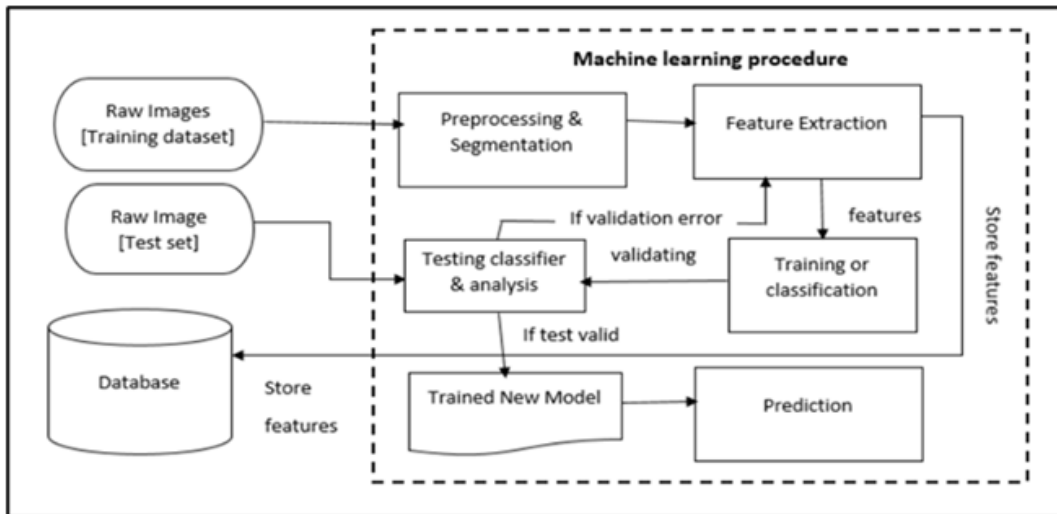 Machine learning procedure
Raw Images
[Training dataset]
Preprocessing &
Segmentation
Feature Extraction
Raw Image
[Test set]
If validation error
features
Store features
Testing classifier
& analysis
validating
Training or
classification
If test valid
Database
Store
features
Trained New Model
Prediction